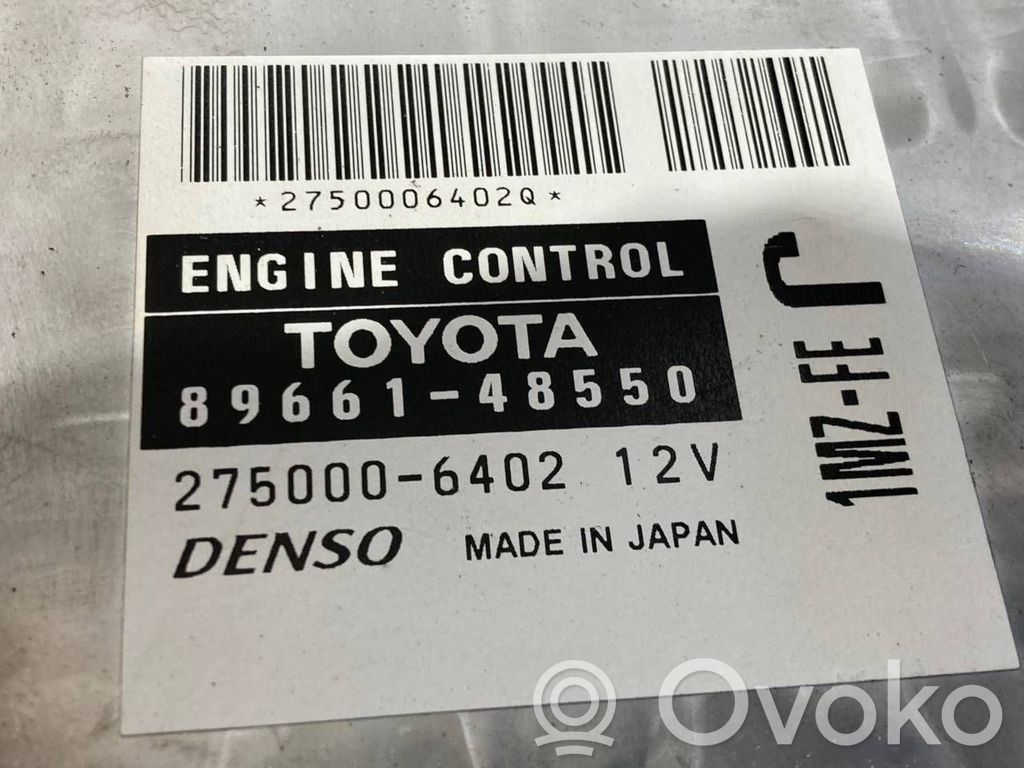 *2750006402Q*
ENGINE CONTROL
TOYOTA
89661-48550
275000-6402 12V
DENSO MADE IN JAPAN
1MZ-FE
R Ovoko